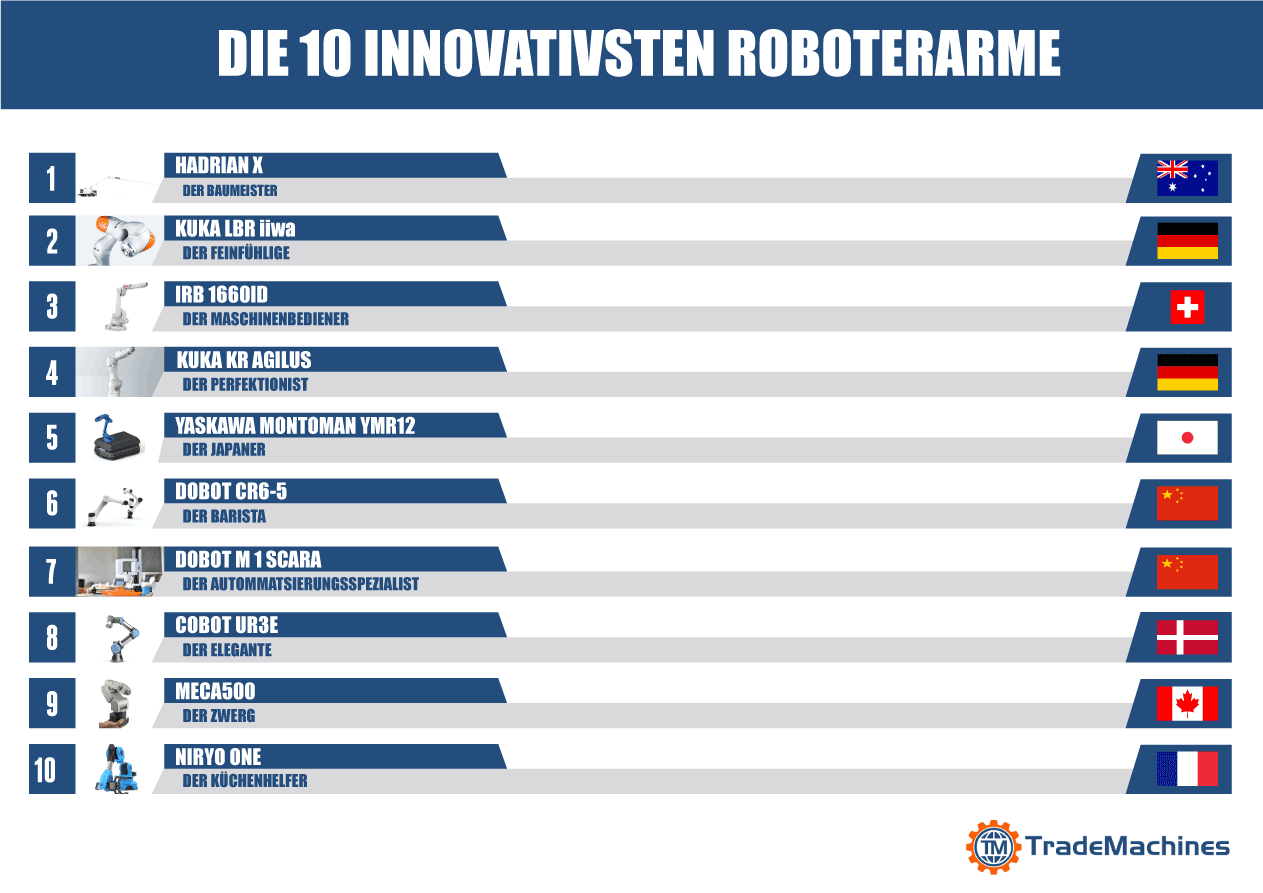 DIE 10 INNOVATIVSTEN ROBOTERARME
1
HADRIAN X
DER BAUMEISTER
2
KUKA LBR iiwa
DER FEINFÜHLIGE
3
IRB 1660ID
DER MASCHINENBEDIENER
4
KUKA KR AGILUS
DER PERFEKTIONIST
5
YASKAWA MONTOMAN YMR12
DER JAPANER
6
DOBOT CR6-5
DER BARISTA
7
DOBOT M 1 SCARA
DER AUTOMMATSIERUNGSSPEZIALIST
8
COBOT UR3E
DER ELEGANTE
9
MECA500
DER ZWERG
10
NIRYO ONE
DER KÜCHENHELFER
TM TradeMachines